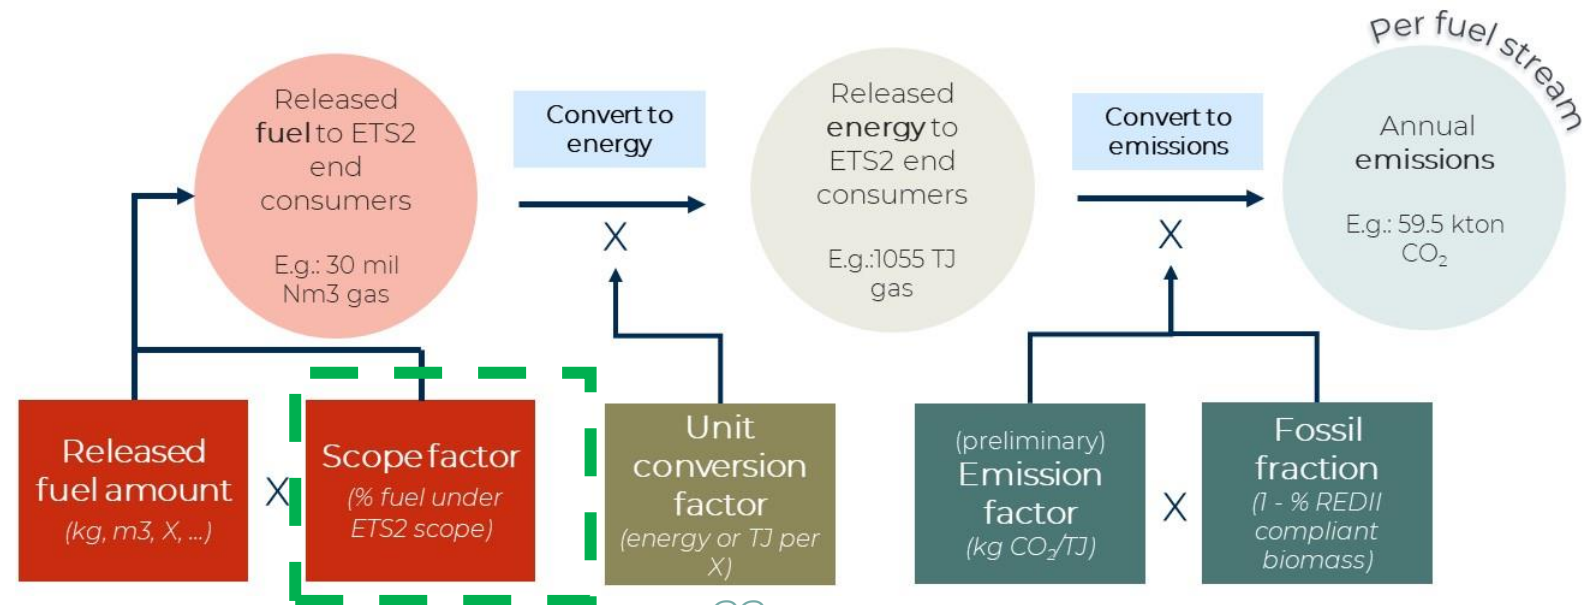 Per fuel stream
Released
fuel to ETS2
end
consumers
E.g.: 30 mil
Nm3 gas
Convert to
energy
X
Released
energy to
ETS2 end
consumers
E.g.:1055 TJ
gas
Convert to
emissions
X
Annual
emissions
E.g.: 59.5 kton
CO₂
Released
fuel amount
(kg, m3, X, ...)
X
Scope factor
(% fuel under
ETS2 scope)
Unit
conversion
factor
(energy or TJ per
X)
(preliminary)
Emission
factor
(kg CO₂/TJ)
X
Fossil
fraction
(1 - % REDII
compliant
biomass)